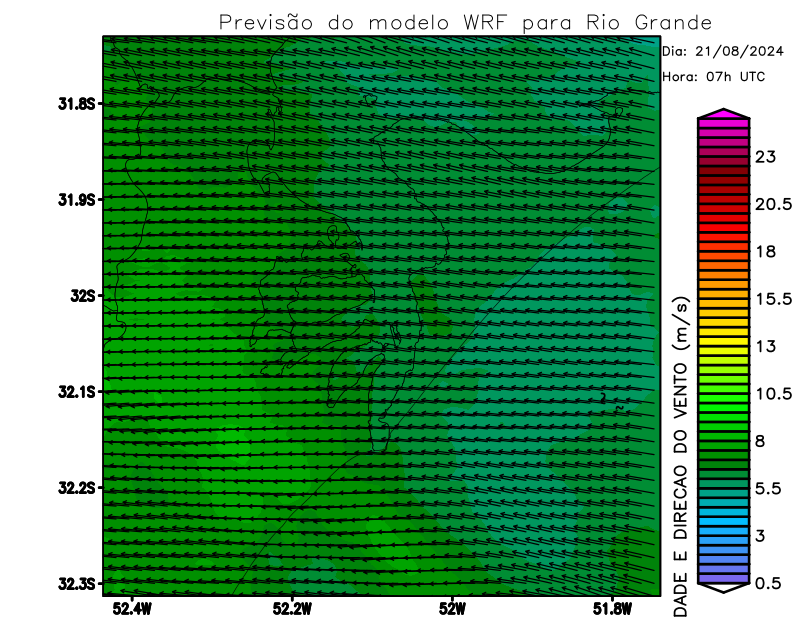 Previsão do modelo WRF para Rio Grande
Dia: 21/08/2024
Hora: 07h UTC
31.8S
31.9S
32S
32.1S
32.2S
32.3S
52.4W
52.2W
52W
51.8W
23
20.5
18
15.5
13
10.5
8
5.5
3
0.5
DADE E DIRECAO DO VENTO (m/s)